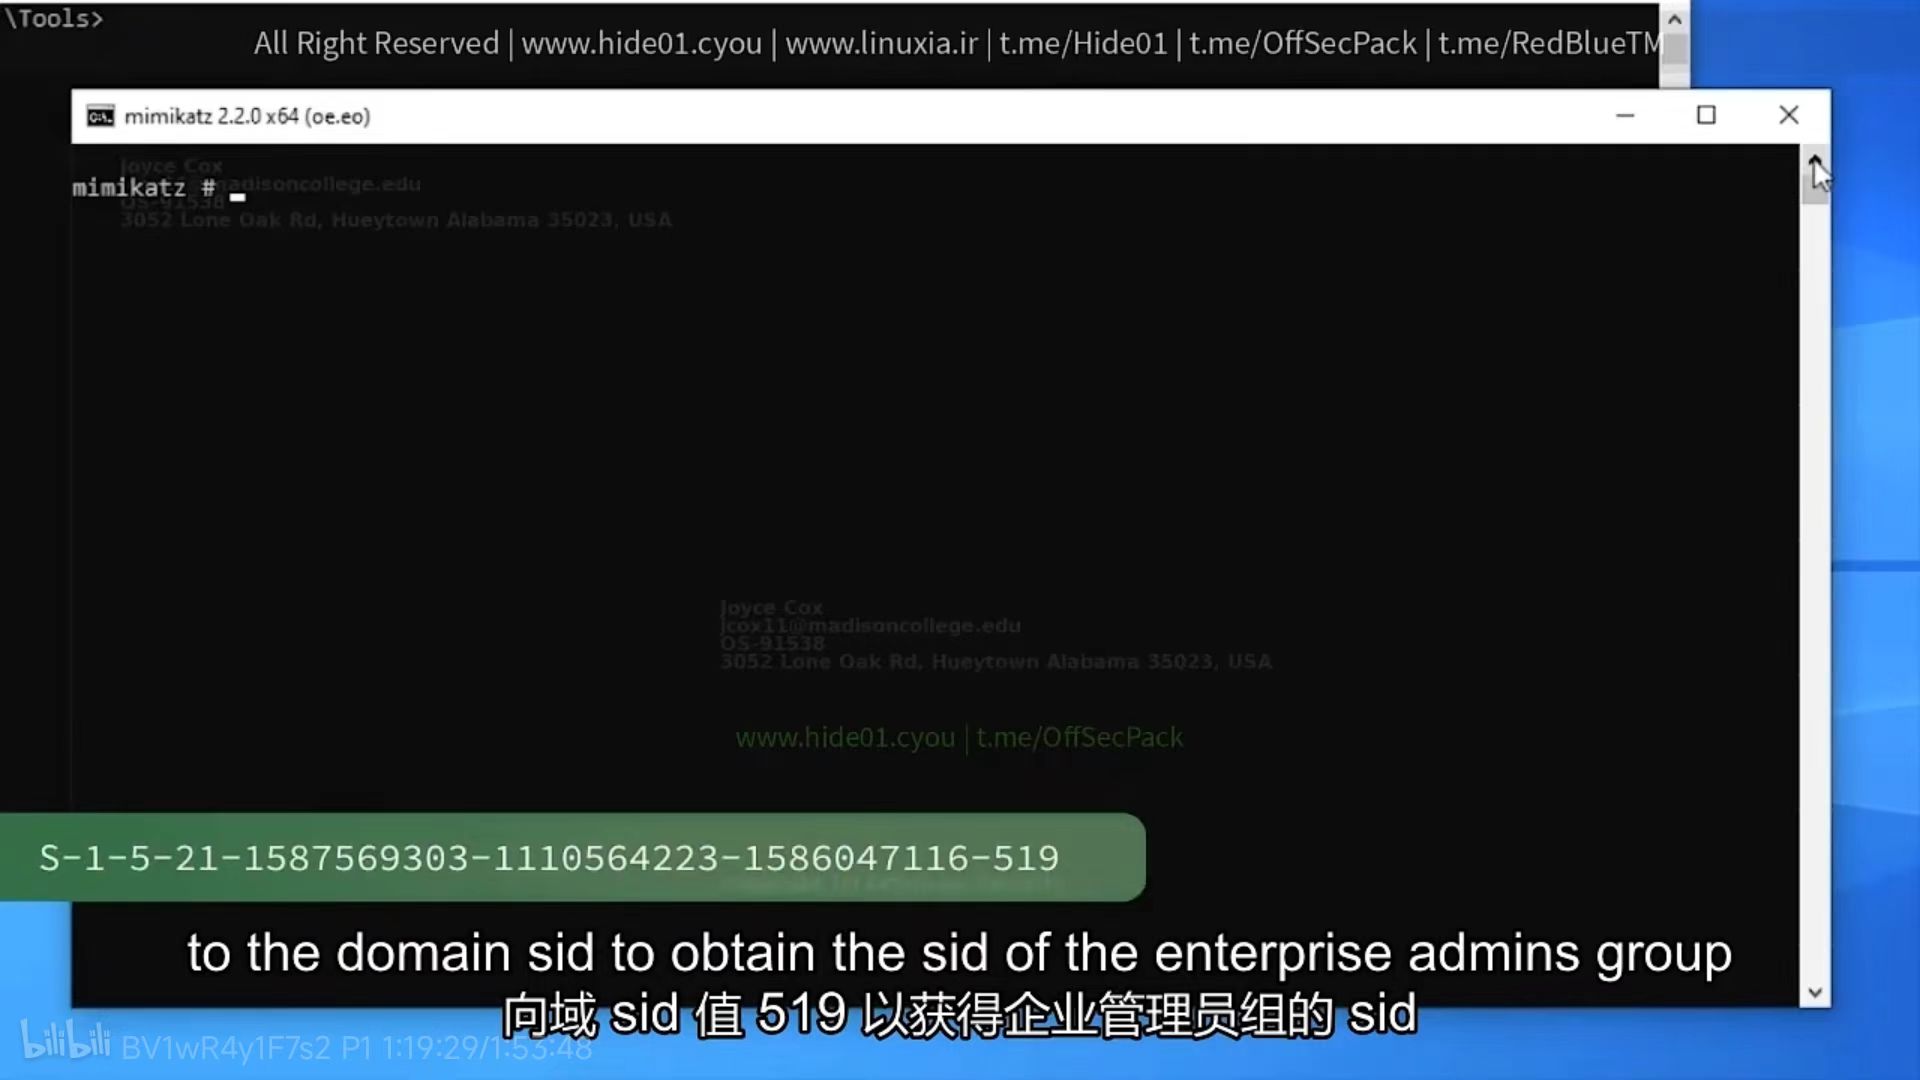 \Tools>
All Right Reserved | www.hide01.cyou | www.linuxia.ir | t.me/Hide01 | t.me/OffSecPack | t.me/RedBlueTM
mimikatz 2.2.0 x64 (oe.eo)
Joyce Cox
mimikatz #
adisoncollege.edu
OS-91538
3052 Lone Oak Rd, Hueytown Alabama 35023, USA
Joyce Cox
jcox11@madisoncollege.edu
OS-91538
3052 Lone Oak Rd, Hueytown Alabama 35023, USA
www.hide01.cyou | t.me/OffSecPack
S-1-5-21-1587569303-1110564223-1586047116-519
to the domain sid to obtain the sid of the enterprise admins group
向域 sid 值 519 以获得企业管理员组的 sid
bilibili BV1wR4y1F7s2 P1 1:19:29/1:53:48